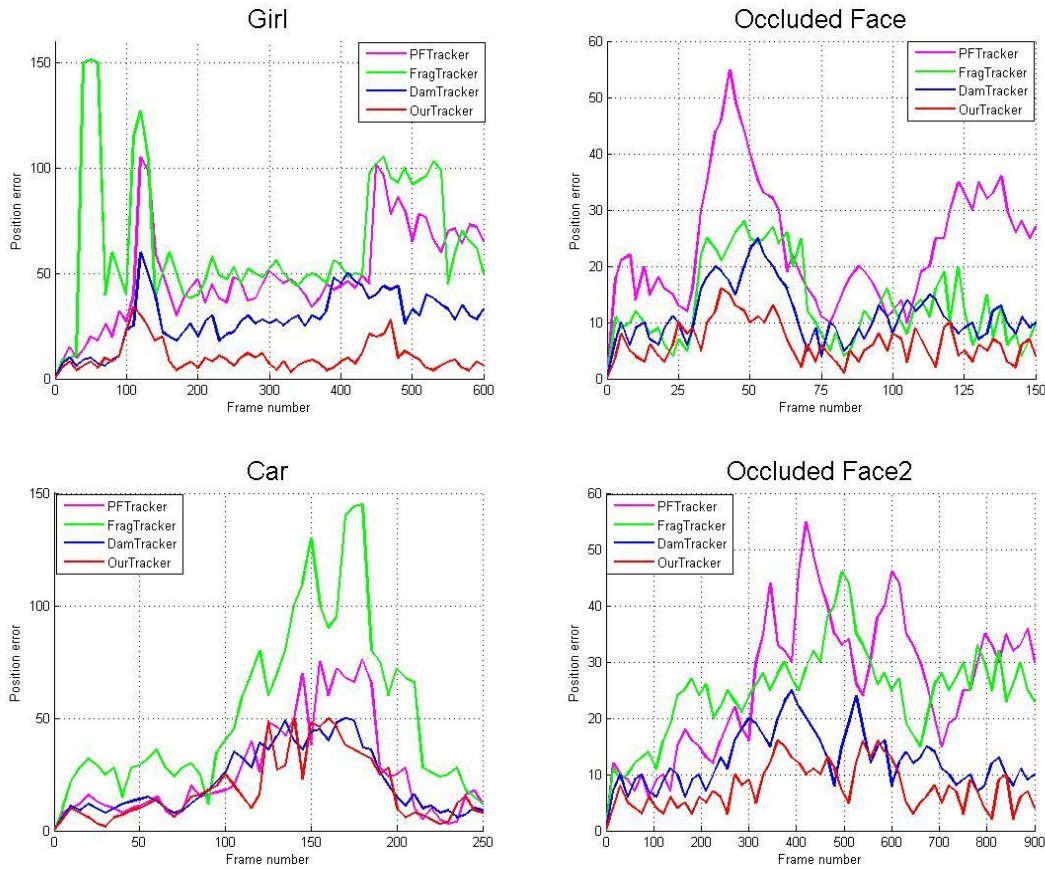 Girl
150
100
50
0
0 100 200 300 400 500 600
Position error
Frame number
PFTracker
FragTracker
DamTracker
OurTracker
Occluded Face
60
50
40
30
20
10
0
0 25 50 75 100 125 150
Position error
Frame number
PFTracker
FragTracker
DamTracker
OurTracker
Car
150
100
50
0
0 50 100 150 200 250
Position error
Frame number
PFTracker
FragTracker
DamTracker
OurTracker
Occluded Face2
60
50
40
30
20
10
0
0 100 200 300 400 500 600 700 800 900
Position error
Frame number
PFTracker
FragTracker
DamTracker
OurTracker